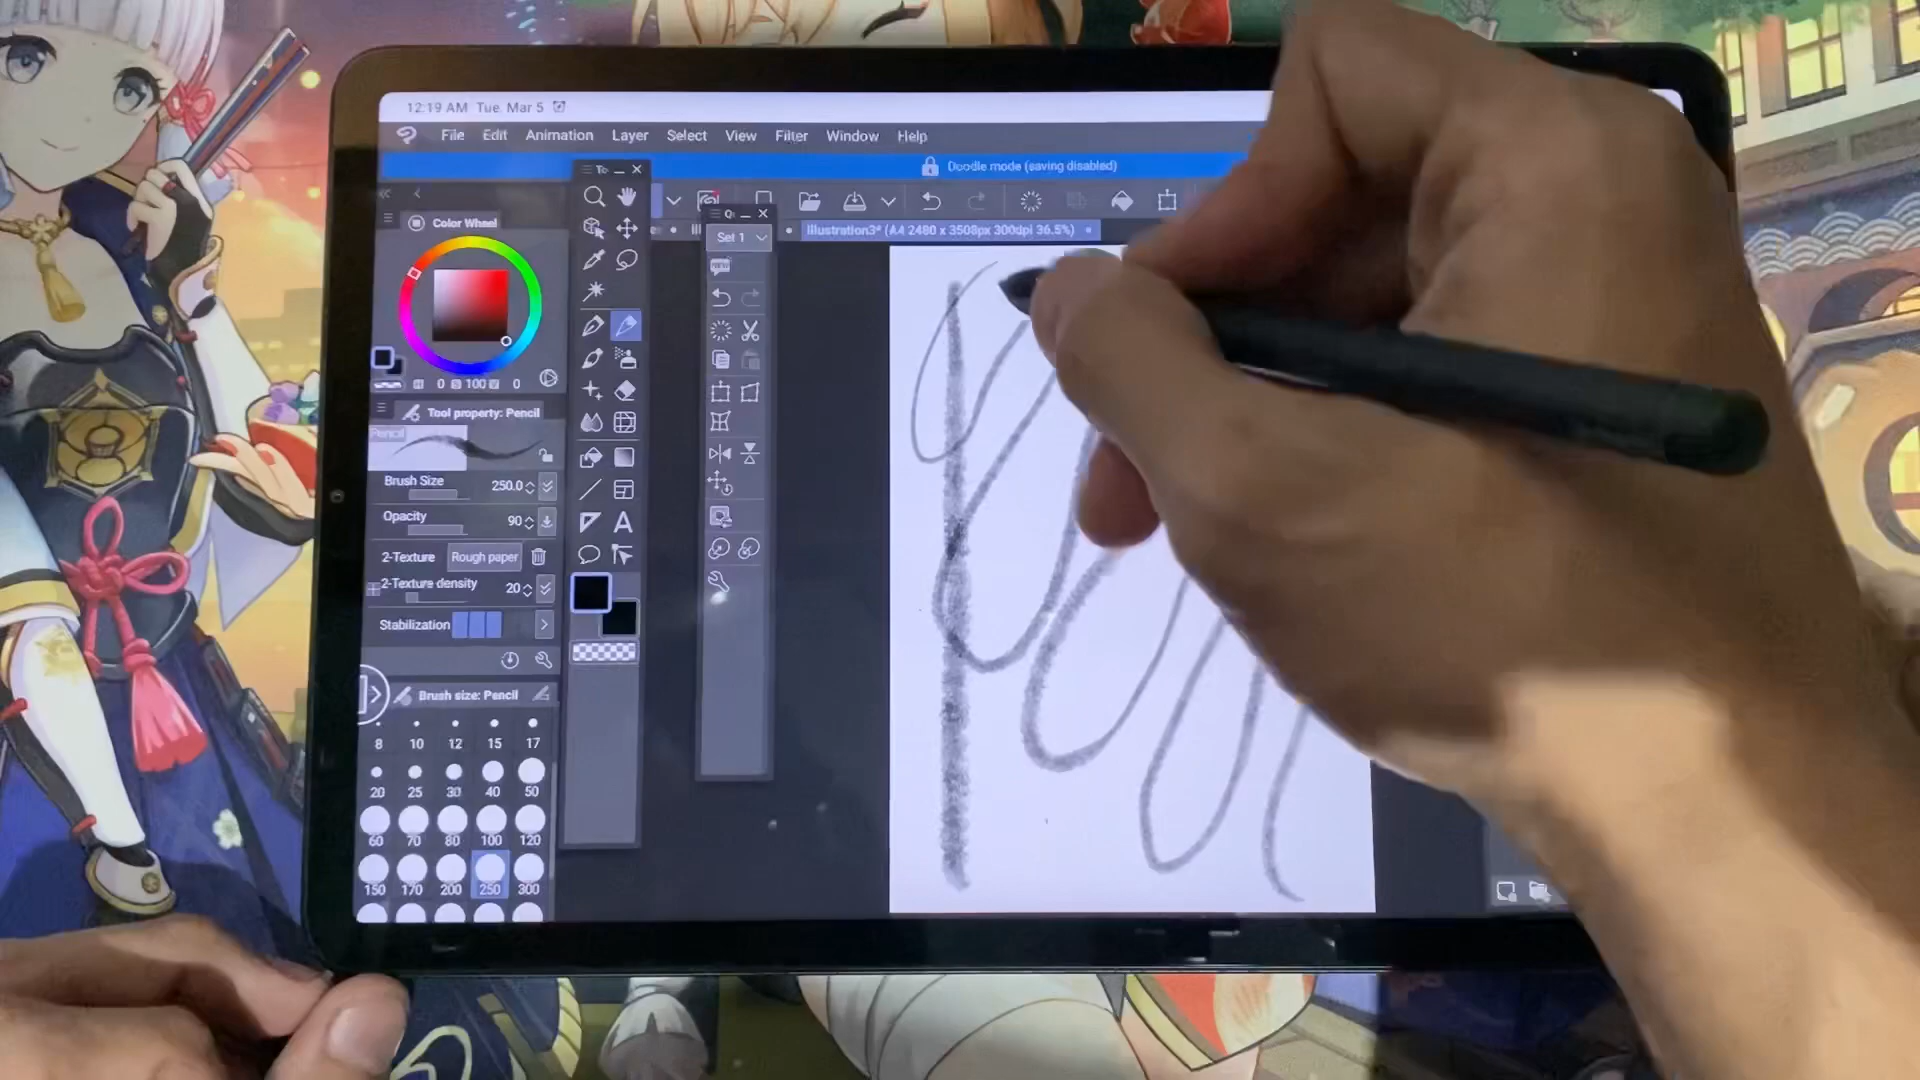 12:19 AM Tue. Mar 5
File Edit Animation Layer Select View Filter Window Help
Doodle mode (saving disabled)
To
Q
Set 1
Illustration3* (A4 2480 x 3508px 300dpi 36.5%)
Color Wheel
H 0 S 100 V 0
Tool property: Pencil
Pencil
Brush Size 250.0
Opacity 90
2-Texture Rough paper
2-Texture density 20
Stabilization
Brush size: Pencil
8 10 12 15 17
20 25 30 40 50
60 70 80 100 120
150 170 200 250 300